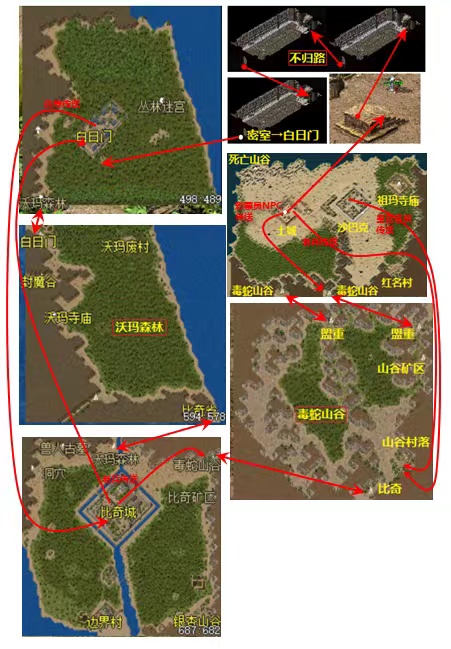 不归路
密室→白日门
丛林迷宫
白日门
沃玛森林
498:489
死亡山谷
祖玛寺庙
土城
沙巴克
传送
毒蛇山谷
毒蛇山谷
红名村
白日门
沃玛废村
封魔谷
沃玛寺庙
沃玛森林
比奇省
594:578
盟重
盟重
山谷矿区
毒蛇山谷
山谷村落
比奇
兽人古墓
沃玛森林
毒蛇山谷
洞穴
比奇矿区
比奇城
边界村
银杏山谷
687:682